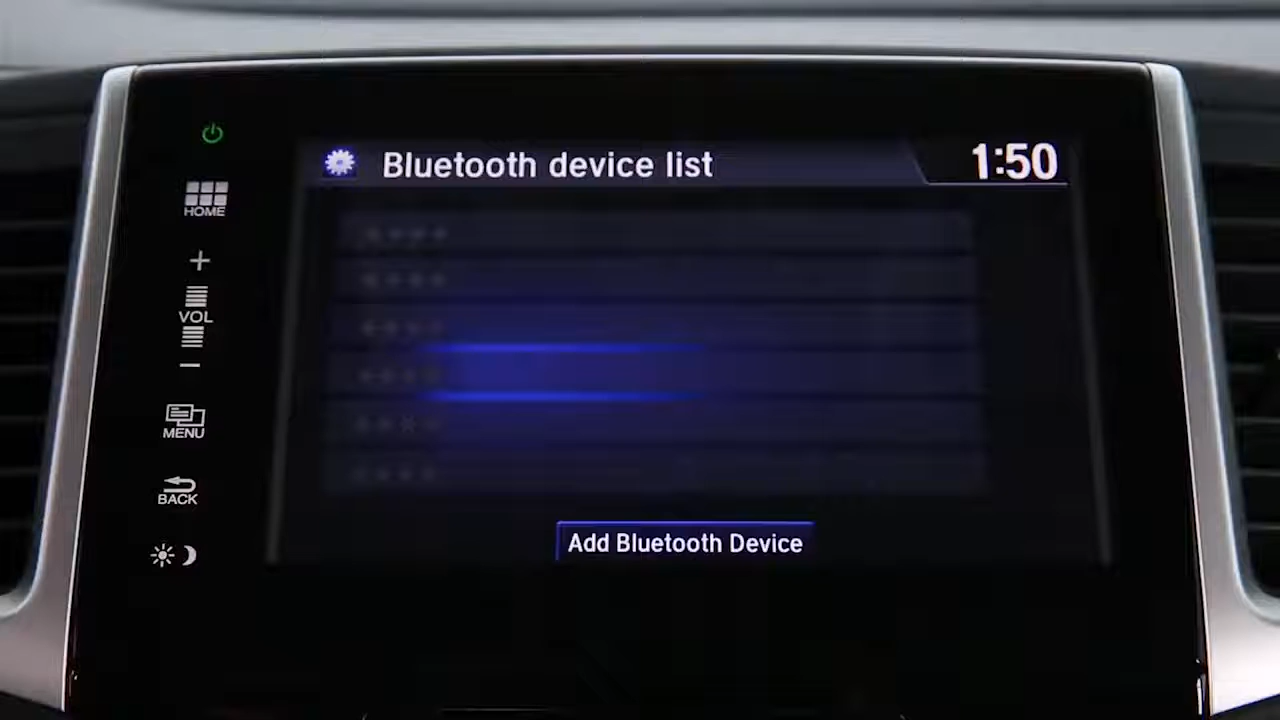 Bluetooth device list
1:50
HOME
+
VOL
−
MENU
BACK
Add Bluetooth Device